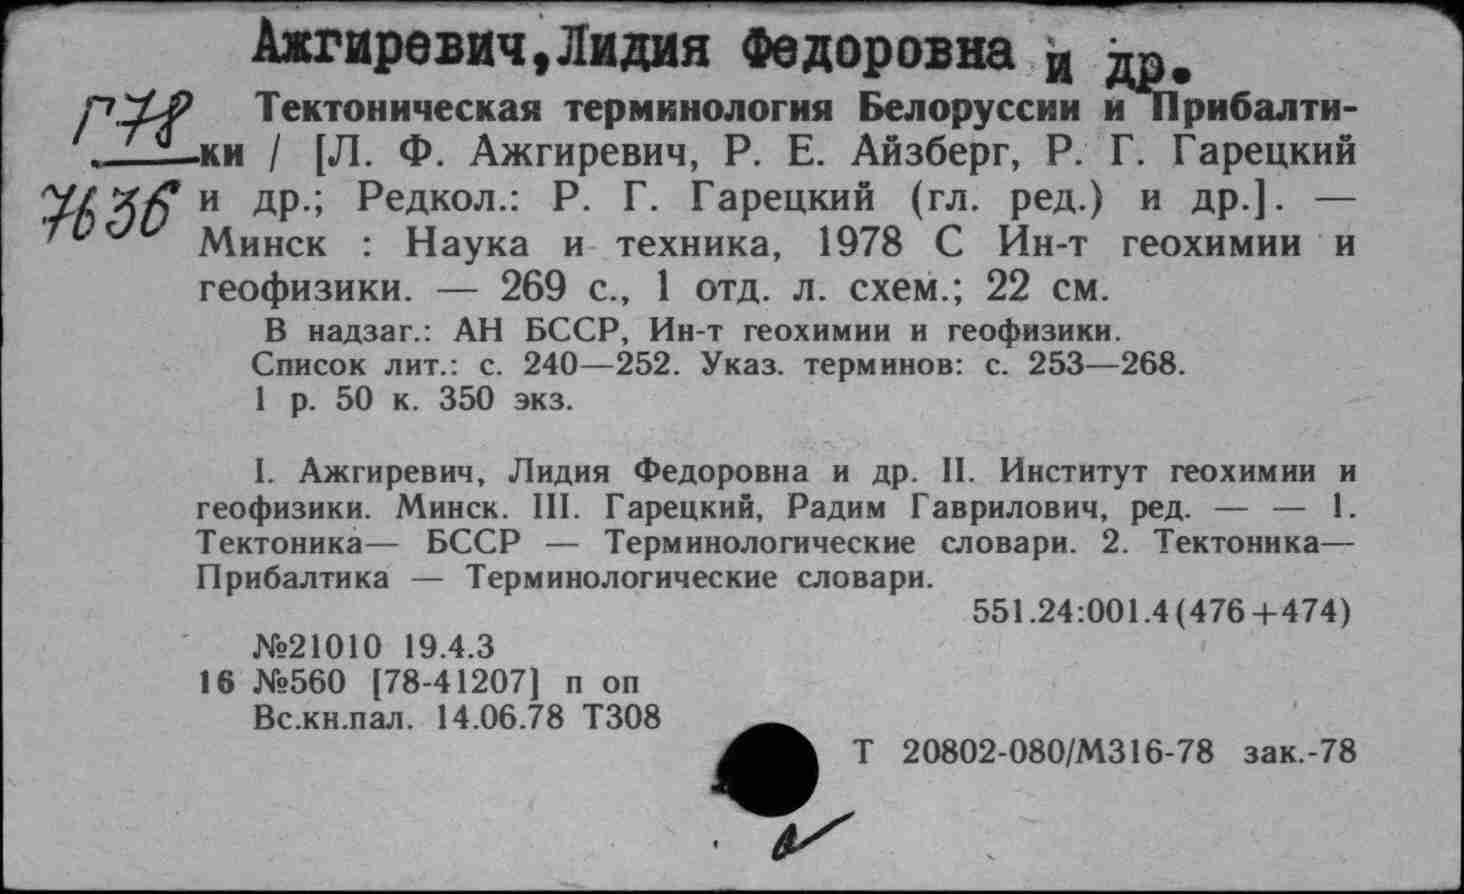 Ажгиревич,Лидия Федоровна и др.
Г78
7636
Тектоническая терминология Белоруссии и Прибалти-
ки / [Л. Ф. Ажгиревич, Р. Е. Айзберг, Р. Г. Гарецкий
и др.; Редкол.: Р. Г. Гарецкий (гл. ред.) и др.]. —
Минск : Наука и техника, 1978 С Ин-т геохимии и
геофизики. — 269 с., 1 отд. л. схем.; 22 см.
В надзаг.: АН БССР, Ин-т геохимии и геофизики.
Список лит.: с. 240—252. Указ. терминов: с. 253—268.
1 р. 50 к. 350 экз.
I. Ажгиревич, Лидия Федоровна и др. II. Институт геохимии и
геофизики. Минск. III. Гарецкий, Радим Гаврилович, ред. — — 1.
Тектоника— БССР — Терминологические словари. 2. Тектоника—
Прибалтика — Терминологические словари.
551.24:001.4(476+474)
№21010 19.4.3
16 №560 [78-41207] п оп
Вс.кн.пал. 14.06.78 Т308
Т 20802-080/М316-78 зак.-78